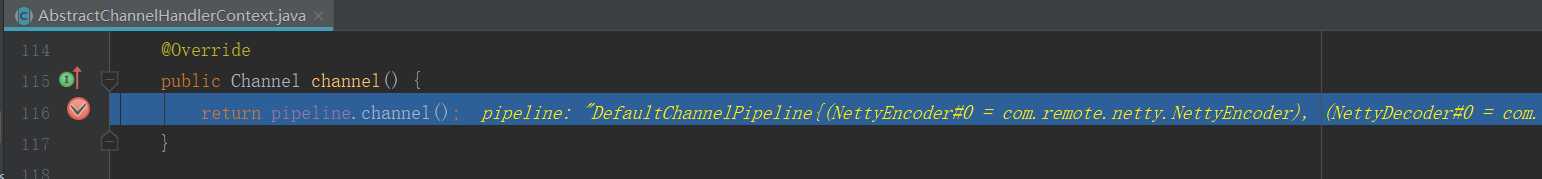 AbstractChannelHandlerContext.java
114 @Override
115 public Channel channel() {
116 return pipeline.channel(); pipeline: "DefaultChannelPipeline{(NettyEncoder#0 = com.remote.netty.NettyEncoder), (NettyDecoder#0 = com.
117 }
118